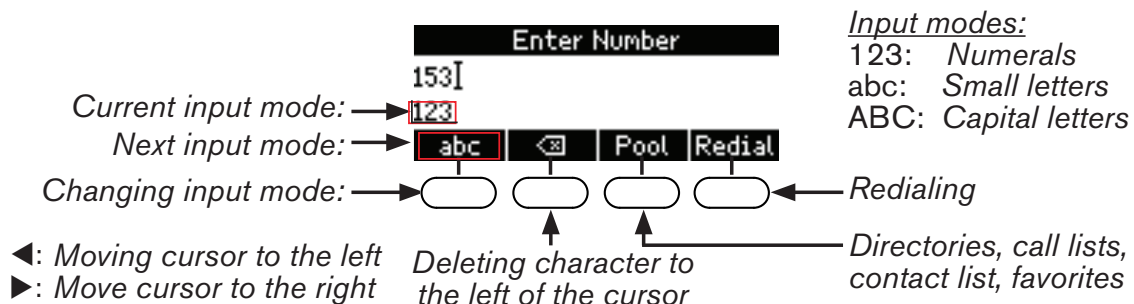 Enter Number
153
123
abc Pool Redial
Current input mode:
Next input mode:
Changing input mode:
◀: Moving cursor to the left
▶: Move cursor to the right
Deleting character to
the left of the cursor
Input modes:
123: Numerals
abc: Small letters
ABC: Capital letters
Redialing
Directories, call lists,
contact list, favorites